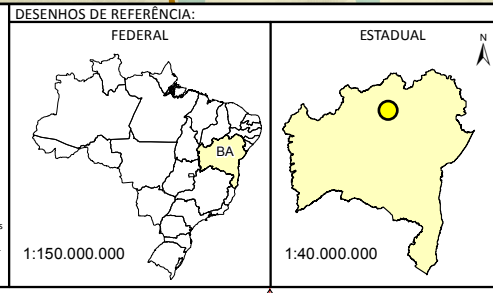 DESENHOS DE REFERÊNCIA:
FEDERAL
ESTADUAL
N
BA
1:150.000.000
1:40.000.000